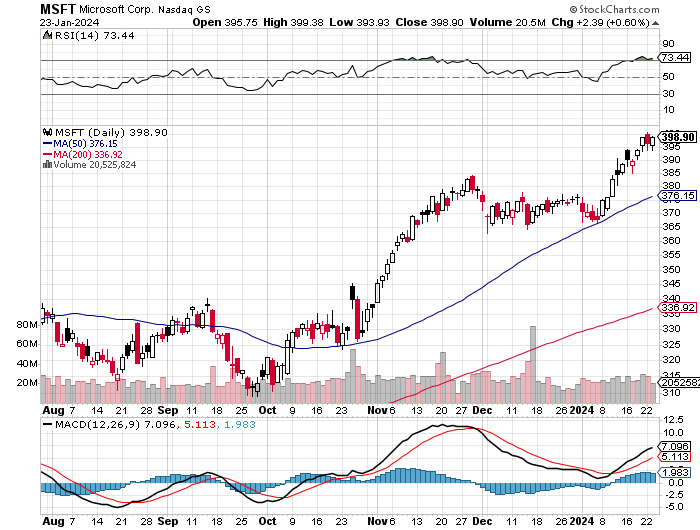 MSFT Microsoft Corp. Nasdaq GS © StockCharts.com
23-Jan-2024 Open 395.75 High 399.38 Low 393.93 Close 398.90 Volume 20.5M Chg +2.39 (+0.60%)
RSI(14) 73.44
90
73.44
70
50
30
10
MSFT (Daily) 398.90
MA(50) 376.15
MA(200) 336.92
Volume 20,525,824
398.90
395
390
385
380
376.15
370
365
360
355
350
345
340
336.92
330
325
320
315
310
80M
60M
40M
20M
2052582
Aug 7 14 21 28 Sep 11 18 25 Oct 9 16 23 Nov 6 13 20 27 Dec 11 18 26 2024 8 16 22
MACD(12,26,9) 7.096, 5.113, 1.983
12.5
10.0
7.096
5.113
1.983
0.0
-2.5
-5.0
Aug 7 14 21 28 Sep 11 18 25 Oct 9 16 23 Nov 6 13 20 27 Dec 11 18 26 2024 8 16 22